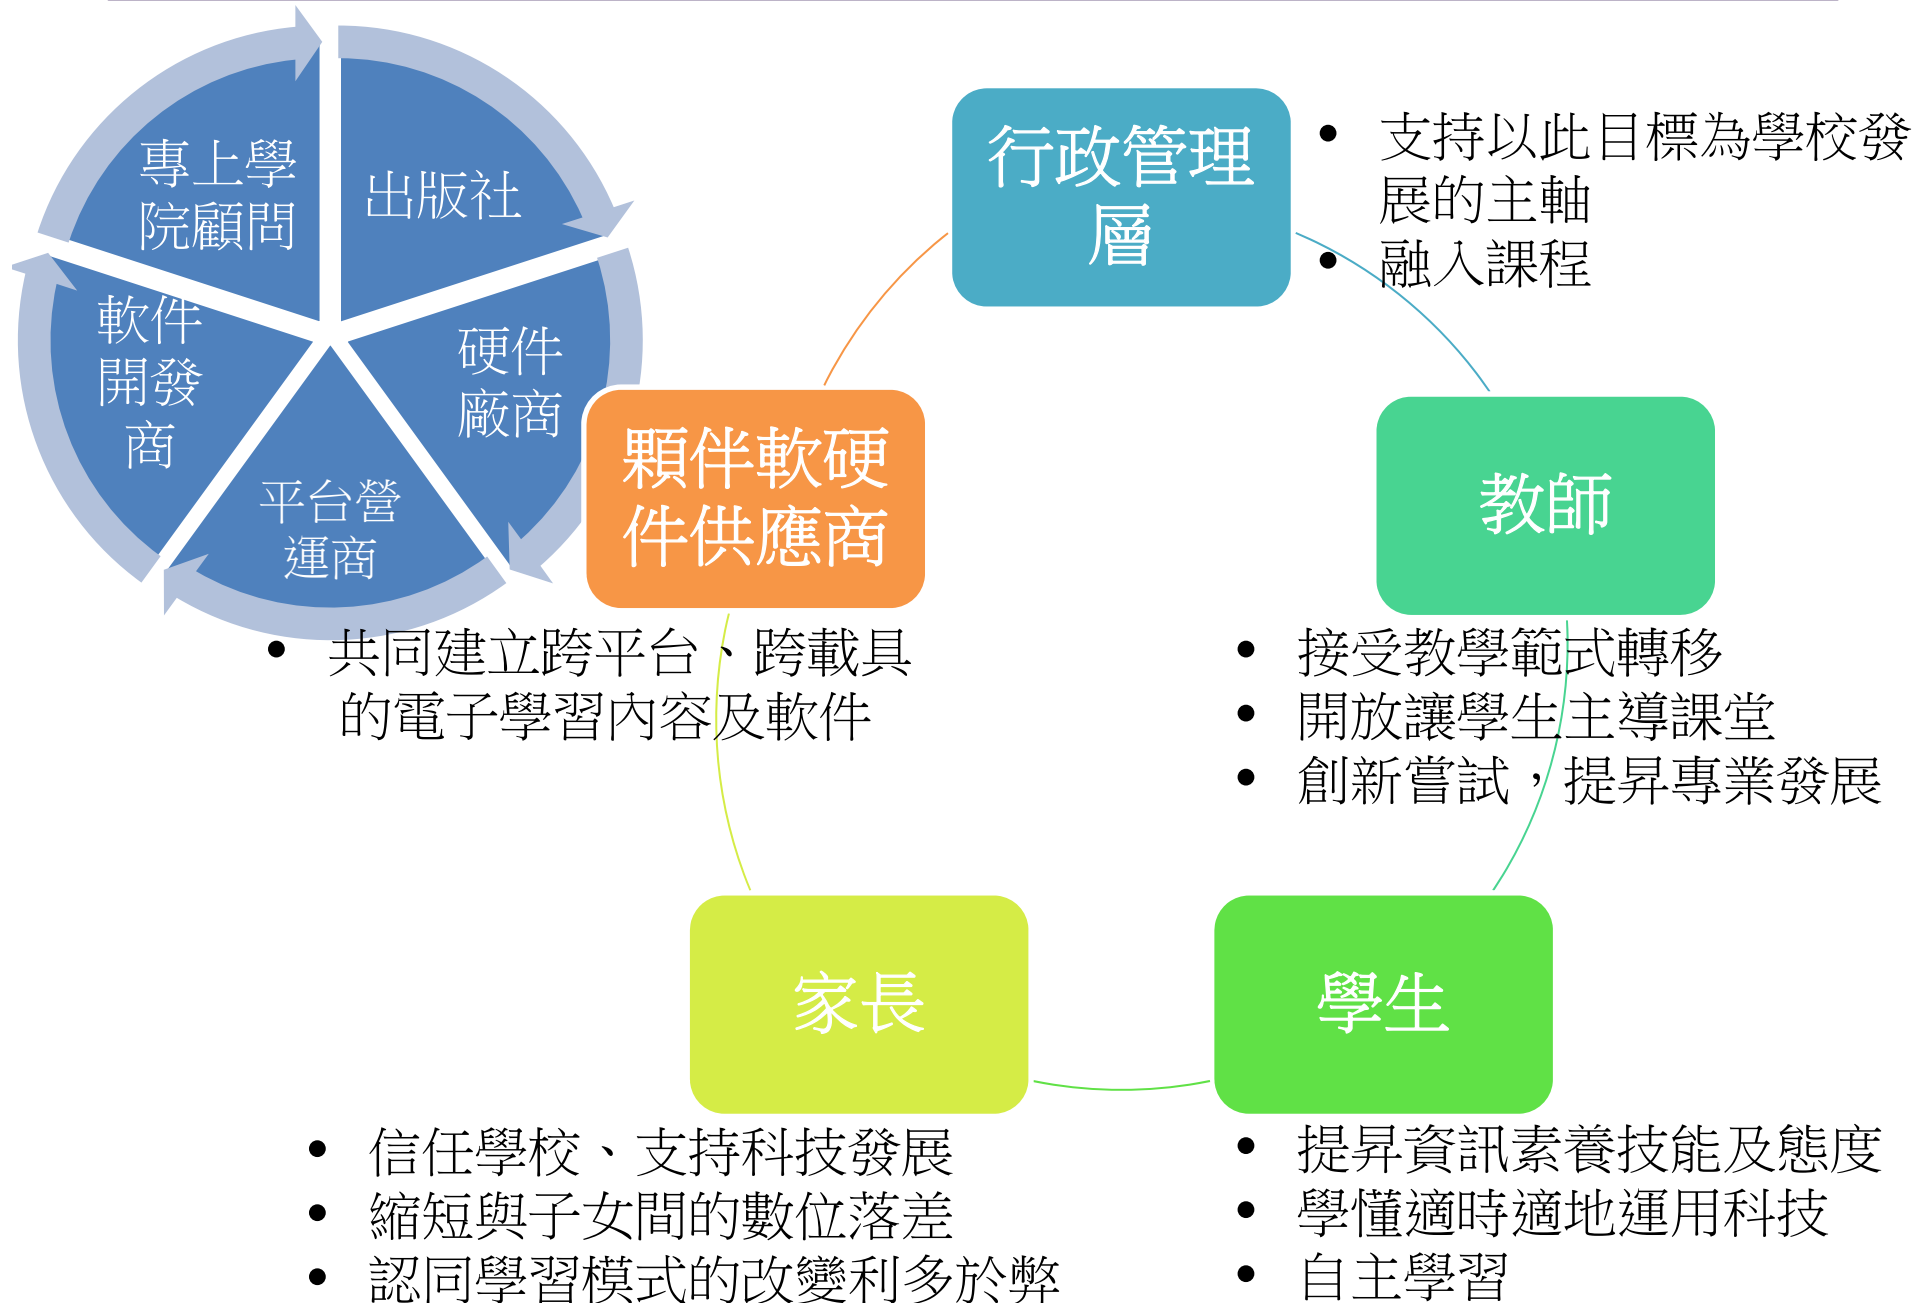 專上學
院顧問
出版社
軟件
開發
商
硬件
廠商
平台營
運商
行政管理
層
• 支持以此目標為學校發
展的主軸
• 融入課程
夥伴軟硬
件供應商
• 共同建立跨平台、跨載具
的電子學習內容及軟件
教師
• 接受教學範式轉移
• 開放讓學生主導課堂
• 創新嘗試，提昇專業發展
家長
• 信任學校、支持科技發展
• 縮短與子女間的數位落差
• 認同學習模式的改變利多於弊
學生
• 提昇資訊素養技能及態度
• 學懂適時適地運用科技
• 自主學習